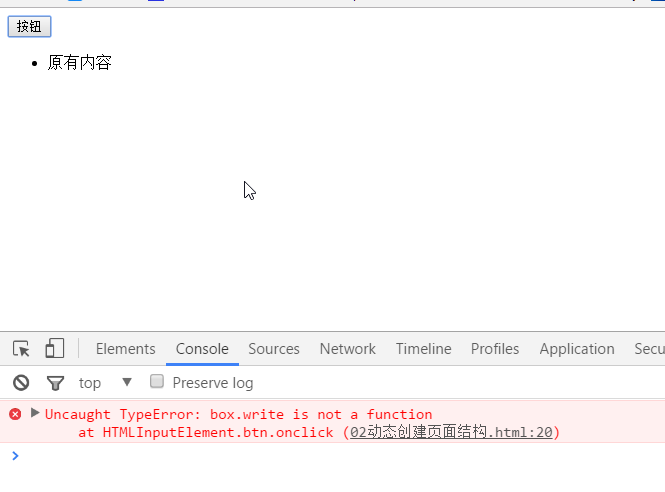 按钮
原有内容
Elements Console Sources Network Timeline Profiles Application Secu
top Preserve log
Uncaught TypeError: box.write is not a function
at HTMLInputElement.btn.onclick (02动态创建页面结构.html:20)